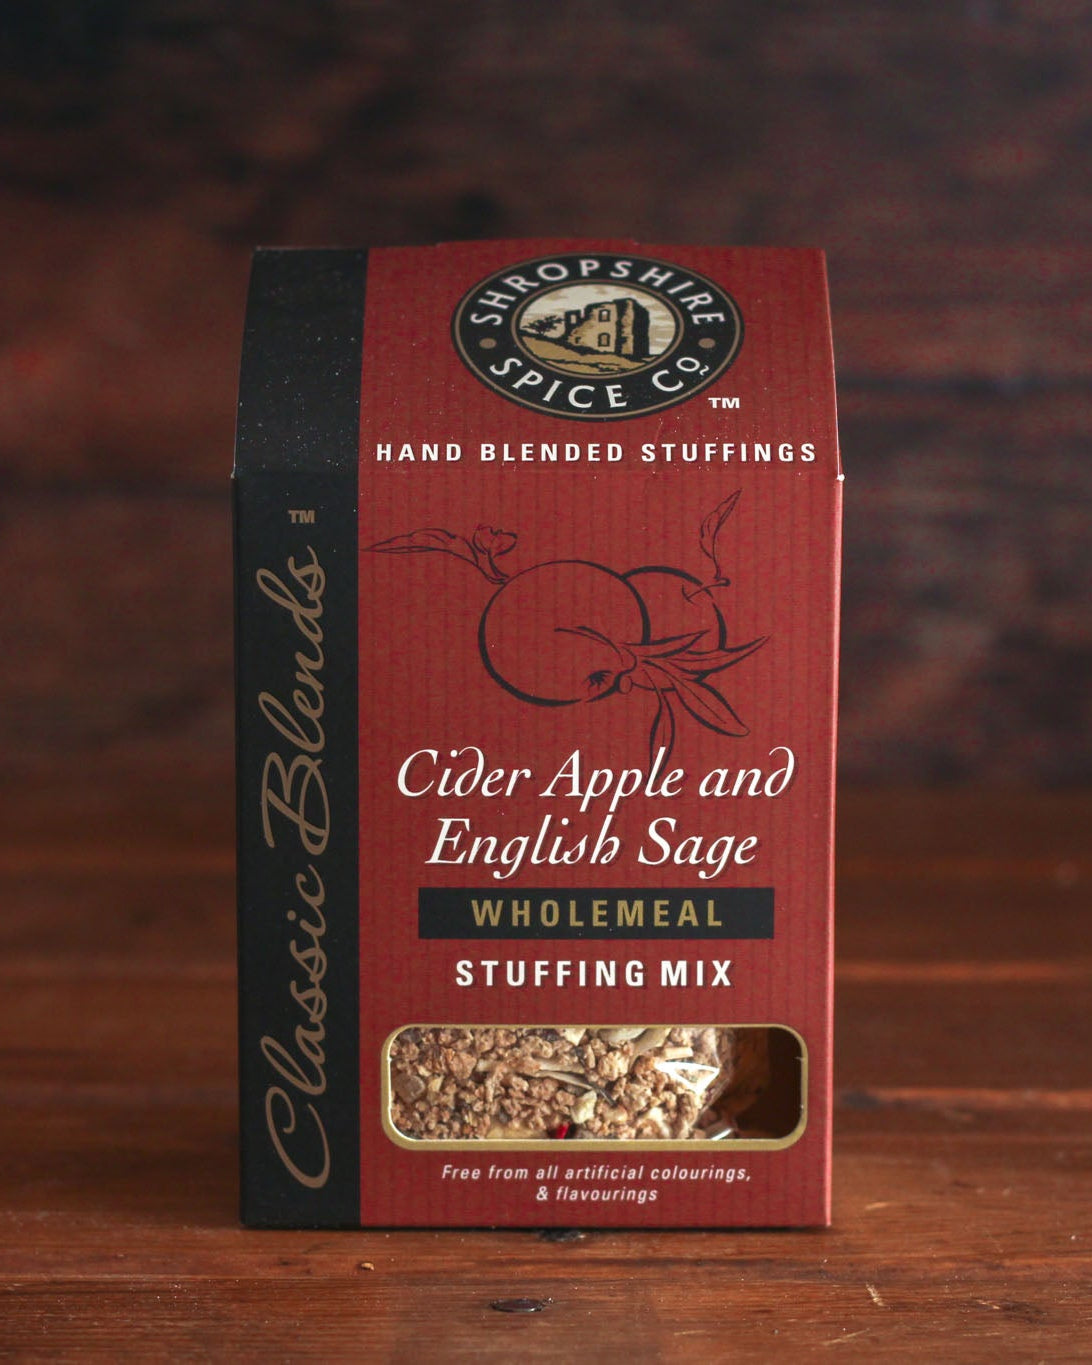 SHROPSHIRE
SPICE Co.
TM
HAND BLENDED STUFFINGS
Classic Blends TM
Cider Apple and
English Sage
WHOLEMEAL
STUFFING MIX
Free from all artificial colourings,
& flavourings